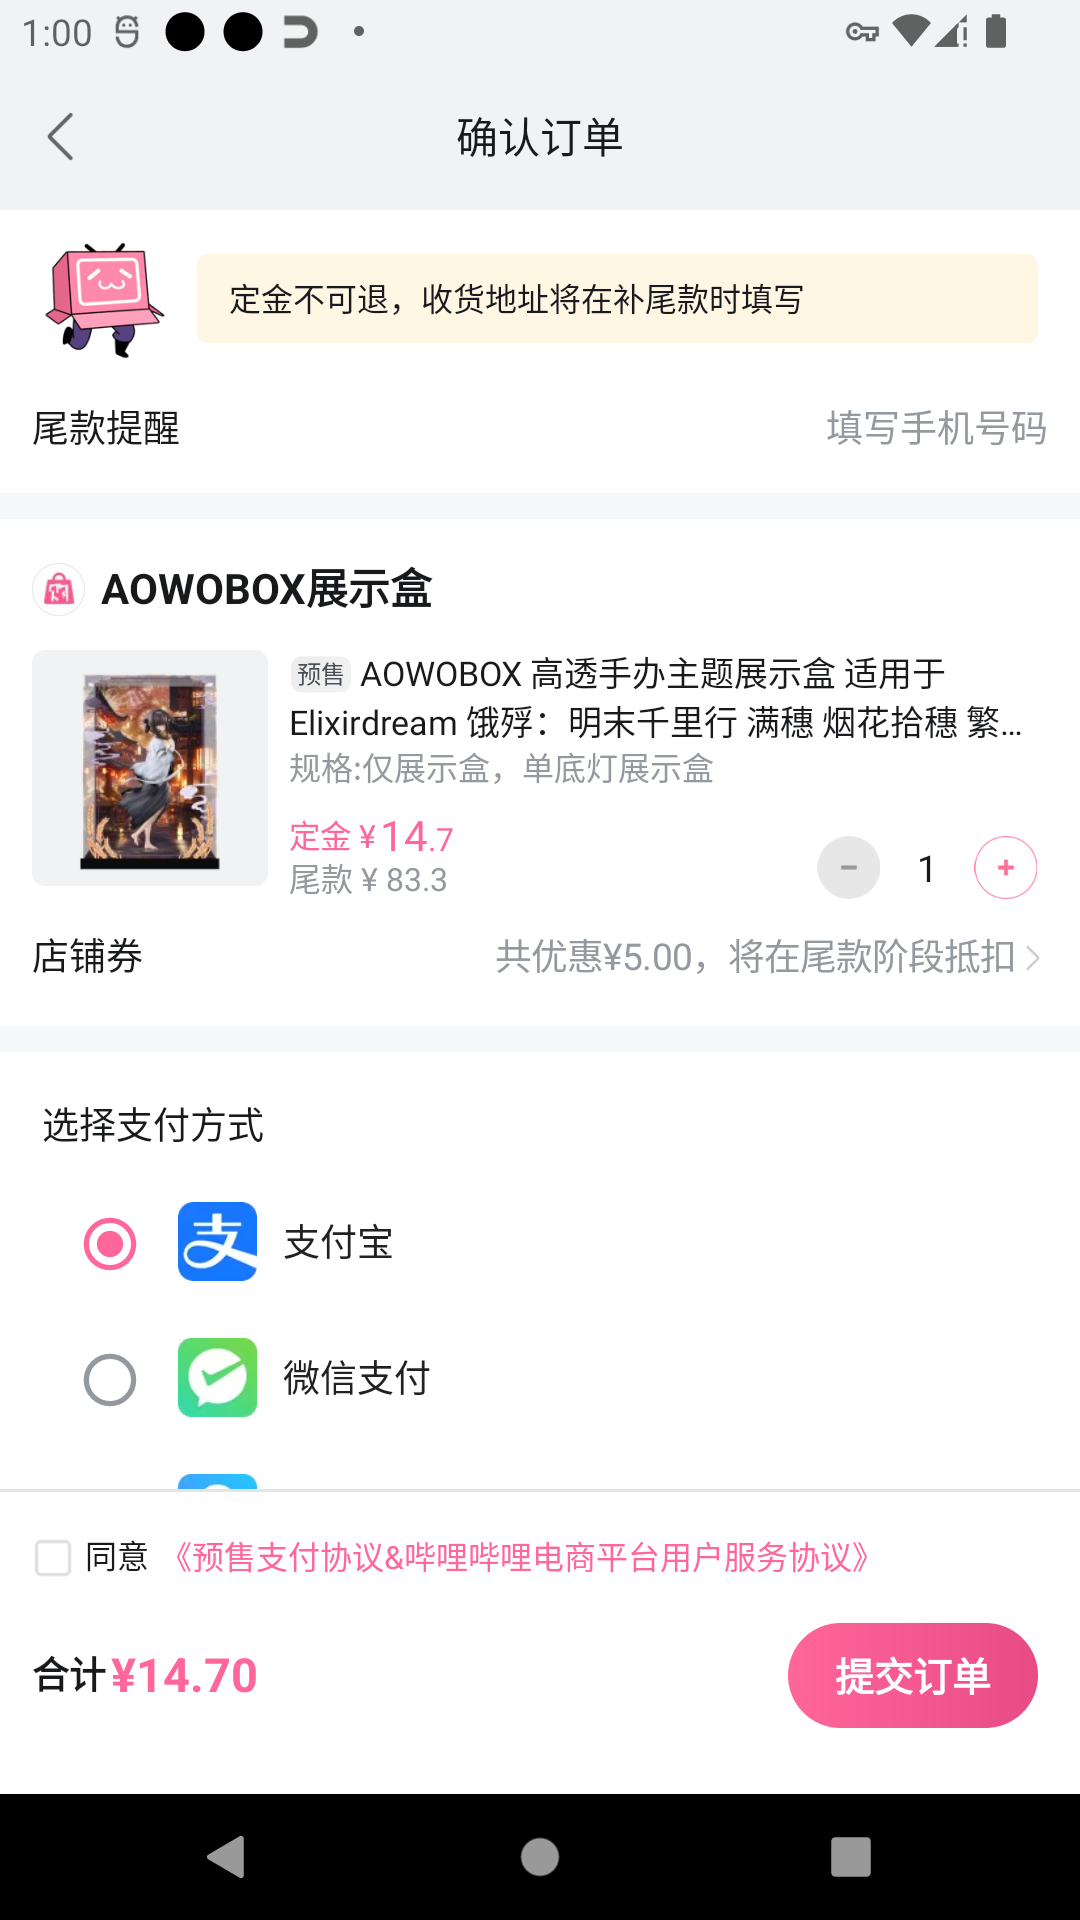 1:00
确认订单
定金不可退，收货地址将在补尾款时填写
尾款提醒
填写手机号码
AOWOBOX展示盒
预售 AOWOBOX 高透手办主题展示盒 适用于
Elixirdream 饿殍：明末千里行 满穗 烟花拾穗 繁…
规格:仅展示盒，单底灯展示盒
定金 ¥14.7
尾款 ¥ 83.3
1
店铺券
共优惠¥5.00，将在尾款阶段抵扣
选择支付方式
支付宝
微信支付
同意 《预售支付协议&哔哩哔哩电商平台用户服务协议》
合计¥14.70
提交订单